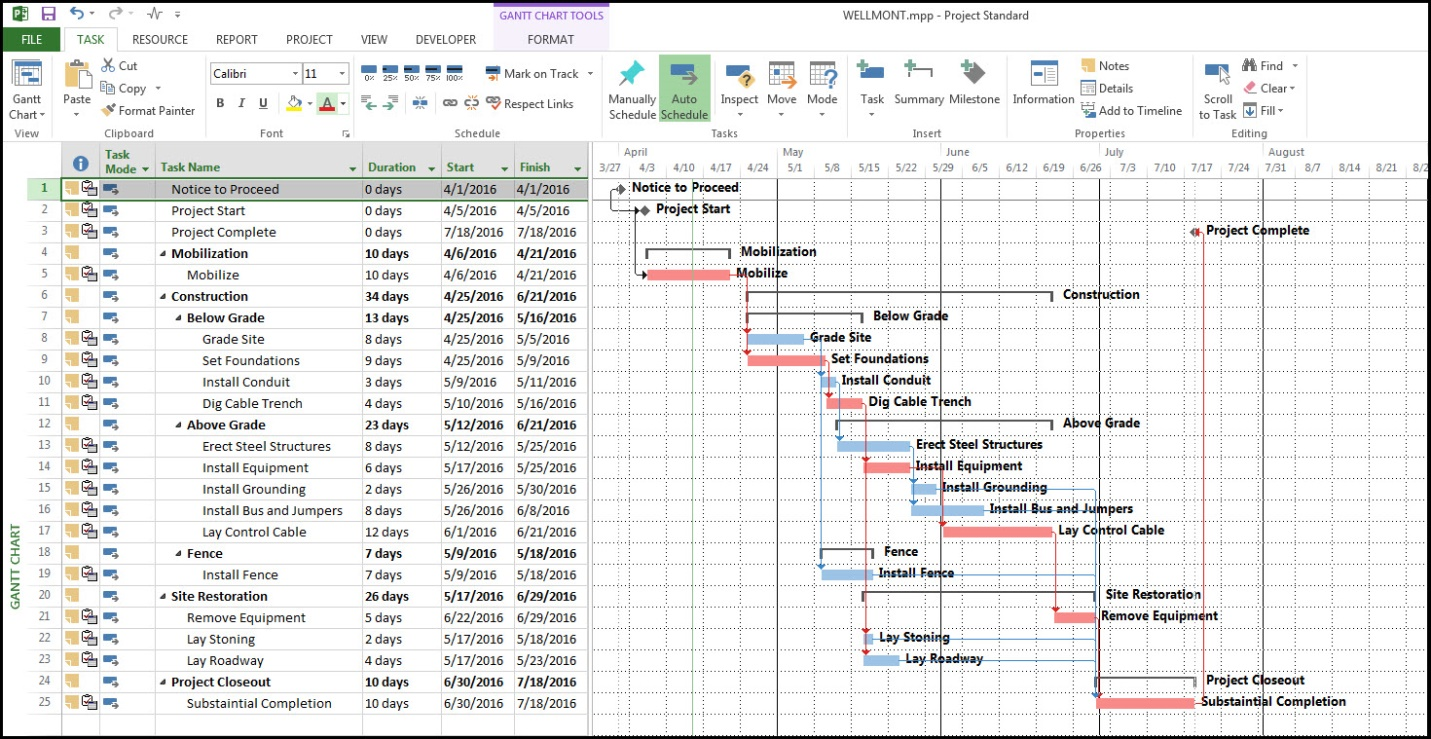 GANTT CHART TOOLS
WELLMONT.mpp - Project Standard
FILE TASK RESOURCE REPORT PROJECT VIEW DEVELOPER FORMAT
Gantt Chart
View
Paste
Cut
Copy
Format Painter
Clipboard
Calibri 11
B I U A
Font
0% 25% 50% 75% 100%
Mark on Track
Respect Links
Schedule
Manually Schedule
Auto Schedule
Inspect
Move
Mode
Tasks
Task
Summary
Milestone
Insert
Information
Notes
Details
Add to Timeline
Properties
Scroll to Task
Find
Clear
Fill
Editing
Task Mode Task Name Duration Start Finish
April May June July August
3/27 4/3 4/10 4/17 4/24 5/1 5/8 5/15 5/22 5/29 6/5 6/12 6/19 6/26 7/3 7/10 7/17 7/24 7/31 8/7 8/14 8/21 8/2
1 Notice to Proceed 0 days 4/1/2016 4/1/2016 Notice to Proceed
2 Project Start 0 days 4/5/2016 4/5/2016 Project Start
3 Project Complete 0 days 7/18/2016 7/18/2016 Project Complete
4 Mobilization 10 days 4/6/2016 4/21/2016 Mobilization
5 Mobilize 10 days 4/6/2016 4/21/2016 Mobilize
6 Construction 34 days 4/25/2016 6/21/2016 Construction
7 Below Grade 13 days 4/25/2016 5/16/2016 Below Grade
8 Grade Site 8 days 4/25/2016 5/5/2016 Grade Site
9 Set Foundations 9 days 4/25/2016 5/9/2016 Set Foundations
10 Install Conduit 3 days 5/9/2016 5/11/2016 Install Conduit
11 Dig Cable Trench 4 days 5/10/2016 5/16/2016 Dig Cable Trench
12 Above Grade 23 days 5/12/2016 6/21/2016 Above Grade
13 Erect Steel Structures 8 days 5/12/2016 5/25/2016 Erect Steel Structures
14 Install Equipment 6 days 5/17/2016 5/25/2016 Install Equipment
15 Install Grounding 2 days 5/26/2016 5/30/2016 Install Grounding
16 Install Bus and Jumpers 8 days 5/26/2016 6/8/2016 Install Bus and Jumpers
17 Lay Control Cable 12 days 6/1/2016 6/21/2016 Lay Control Cable
18 Fence 7 days 5/9/2016 5/18/2016 Fence
19 Install Fence 7 days 5/9/2016 5/18/2016 Install Fence
20 Site Restoration 26 days 5/17/2016 6/29/2016 Site Restoration
21 Remove Equipment 5 days 6/22/2016 6/29/2016 Remove Equipment
22 Lay Stoning 2 days 5/17/2016 5/18/2016 Lay Stoning
23 Lay Roadway 4 days 5/17/2016 5/23/2016 Lay Roadway
24 Project Closeout 10 days 6/30/2016 7/18/2016 Project Closeout
25 Substaintial Completion 10 days 6/30/2016 7/18/2016 Substaintial Completion
GANTT CHART